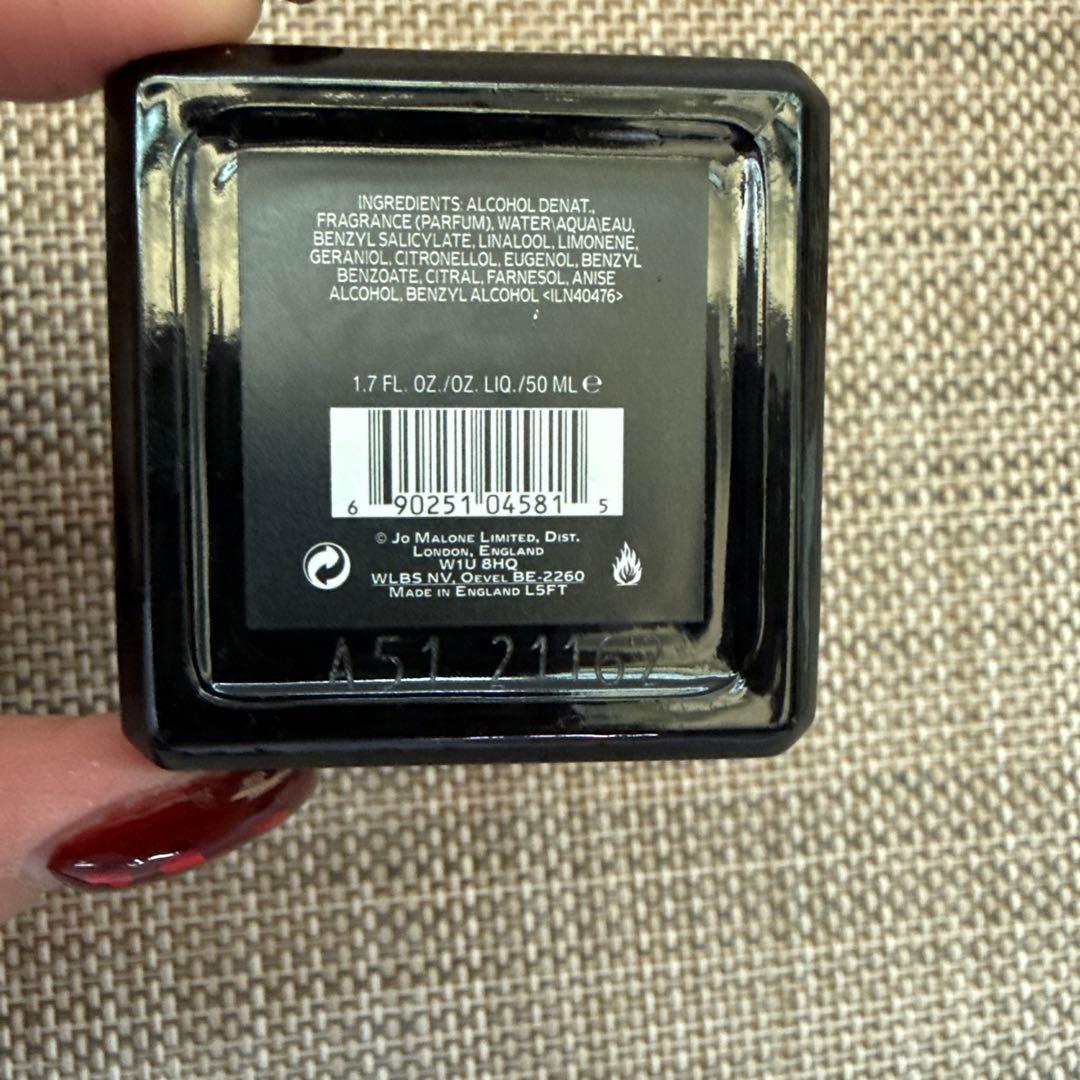 INGREDIENTS: ALCOHOL DENAT.,
FRAGRANCE (PARFUM), WATER\AQUA\EAU,
BENZYL SALICYLATE, LINALOOL, LIMONENE,
GERANIOL, CITRONELLOL, EUGENOL, BENZYL
BENZOATE, CITRAL, FARNESOL, ANISE
ALCOHOL, BENZYL ALCOHOL <ILN40476>
1.7 FL. OZ./OZ. LIQ./50 ML ℮
6 90251 04581 5
© JO MALONE LIMITED, DIST.
LONDON, ENGLAND
W1U 8HQ
WLBS NV, OEVEL BE-2260
MADE IN ENGLAND L5FT
A51 21162